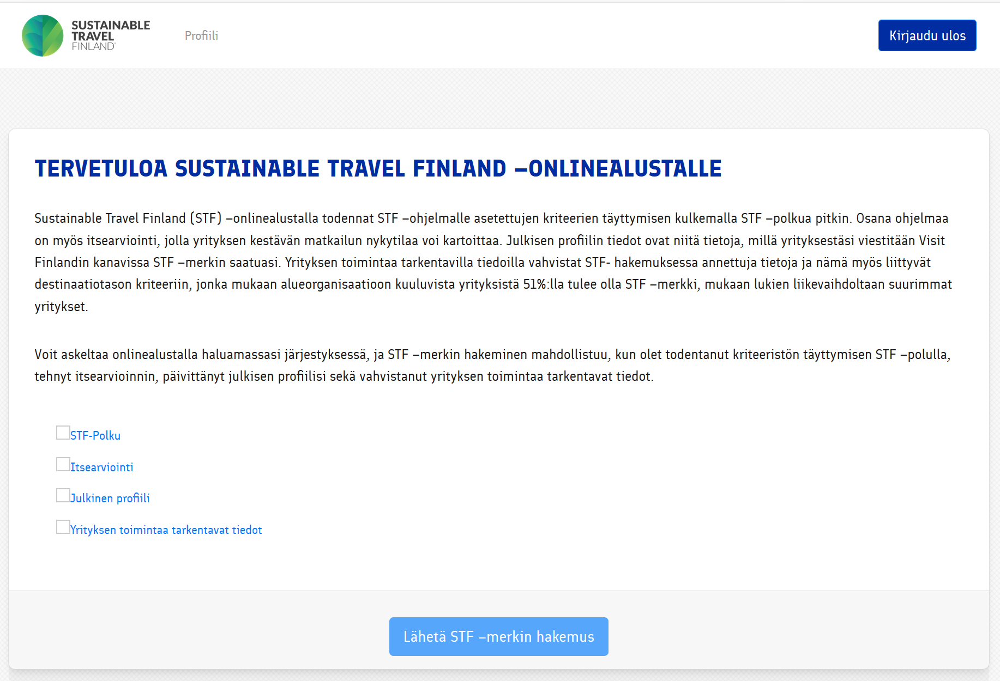 SUSTAINABLE
TRAVEL
FINLAND
Profiili
Kirjaudu ulos
TERVETULOA SUSTAINABLE TRAVEL FINLAND –ONLINEALUSTALLE
Sustainable Travel Finland (STF) –onlinealustalla todennat STF –ohjelmalle asetettujen kriteerien täyttymisen kulkemalla STF –polkua pitkin. Osana ohjelmaa
on myös itsearviointi, jolla yrityksen kestävän matkailun nykytilaa voi kartoittaa. Julkisen profiilin tiedot ovat niitä tietoja, millä yrityksestäsi viestitään Visit
Finlandin kanavissa STF –merkin saatuasi. Yrityksen toimintaa tarkentavilla tiedoilla vahvistat STF- hakemuksessa annettuja tietoja ja nämä myös liittyvät
destinaatiotason kriteeriin, jonka mukaan alueorganisaatioon kuuluvista yrityksistä 51%:lla tulee olla STF –merkki, mukaan lukien liikevaihdoltaan suurimmat
yritykset.
Voit askeltaa onlinealustalla haluamassasi järjestyksessä, ja STF –merkin hakeminen mahdollistuu, kun olet todentanut kriteeristön täyttymisen STF –polulla,
tehnyt itsearvioinnin, päivittänyt julkisen profiilisi sekä vahvistanut yrityksen toimintaa tarkentavat tiedot.
STF-Polku
Itsearviointi
Julkinen profiili
Yrityksen toimintaa tarkentavat tiedot
Lähetä STF –merkin hakemus